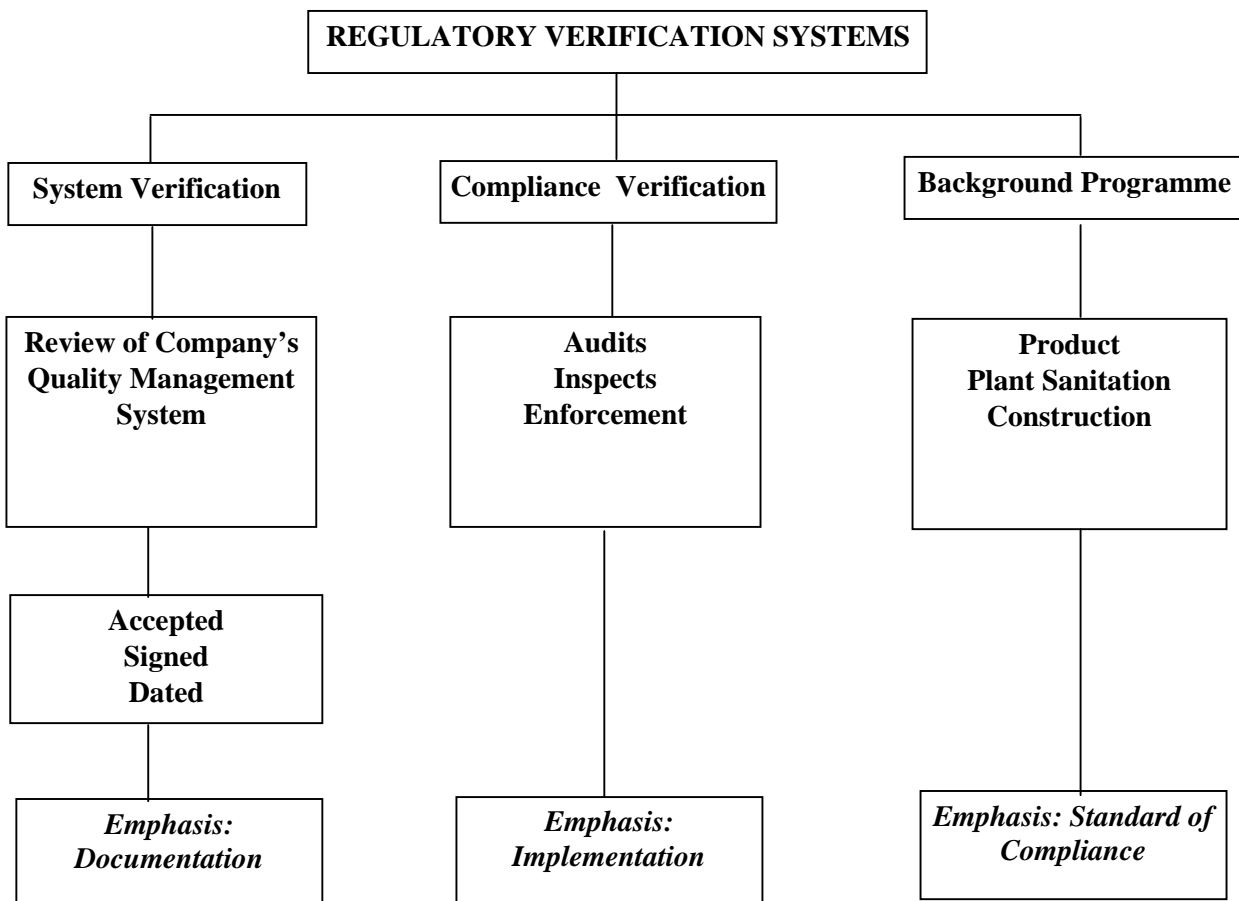 REGULATORY VERIFICATION SYSTEMS
System Verification
Compliance Verification
Background Programme
Review of Company’s
Quality Management
System
Audits
Inspects
Enforcement
Product
Plant Sanitation
Construction
Accepted
Signed
Dated
Emphasis:
Documentation
Emphasis:
Implementation
Emphasis: Standard of
Compliance